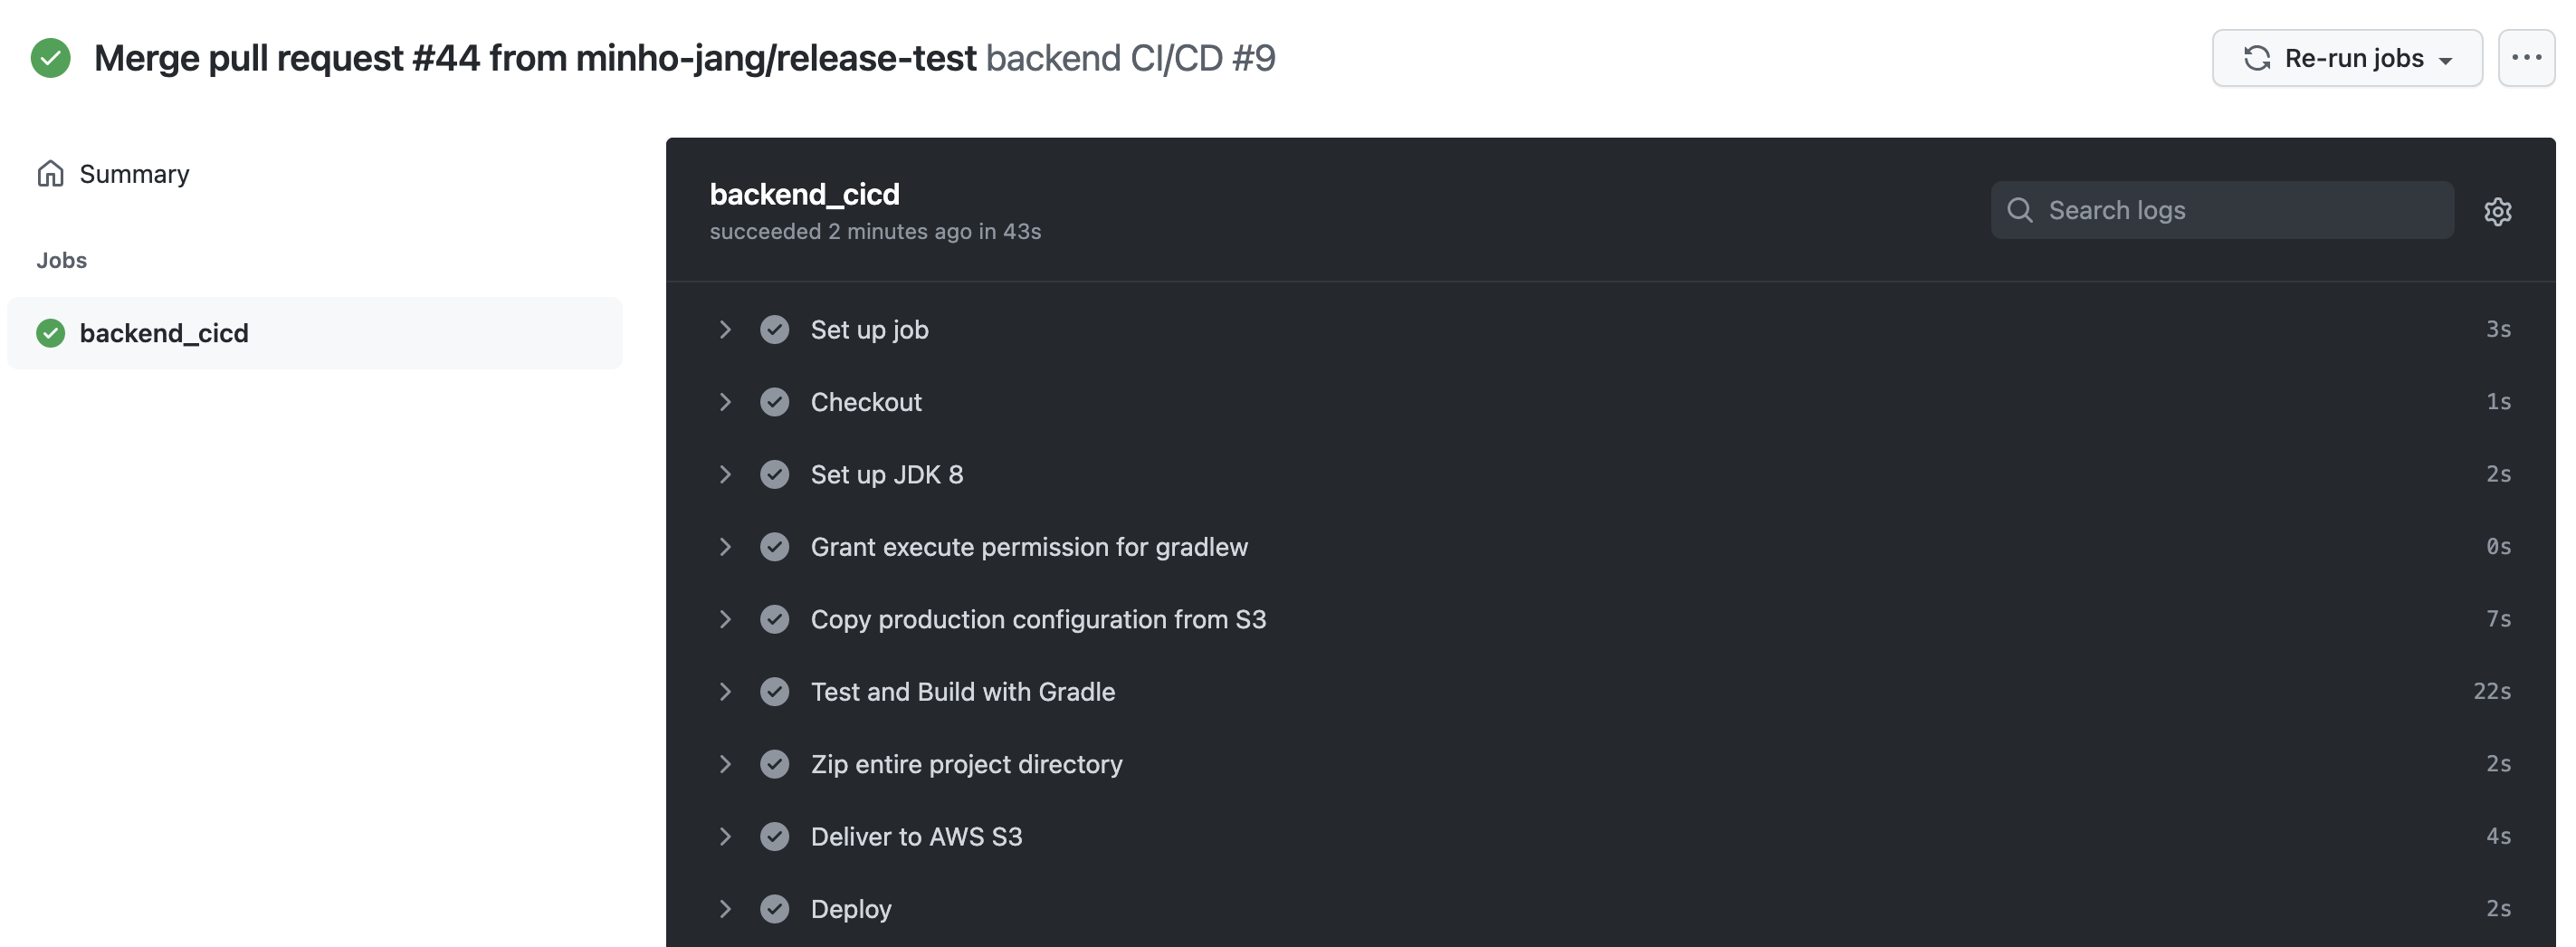 Merge pull request #44 from minho-jang/release-test backend CI/CD #9
Re-run jobs
Summary
Jobs
backend_cicd
backend_cicd
succeeded 2 minutes ago in 43s
Search logs
Set up job 3s
Checkout 1s
Set up JDK 8 2s
Grant execute permission for gradlew 0s
Copy production configuration from S3 7s
Test and Build with Gradle 22s
Zip entire project directory 2s
Deliver to AWS S3 4s
Deploy 2s